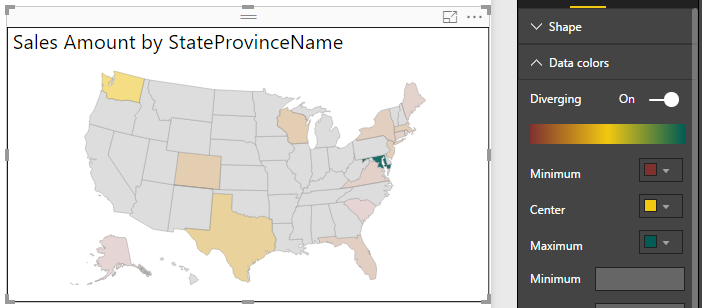 Sales Amount by StateProvinceName
Shape
Data colors
Diverging On
Minimum
Center
Maximum
Minimum